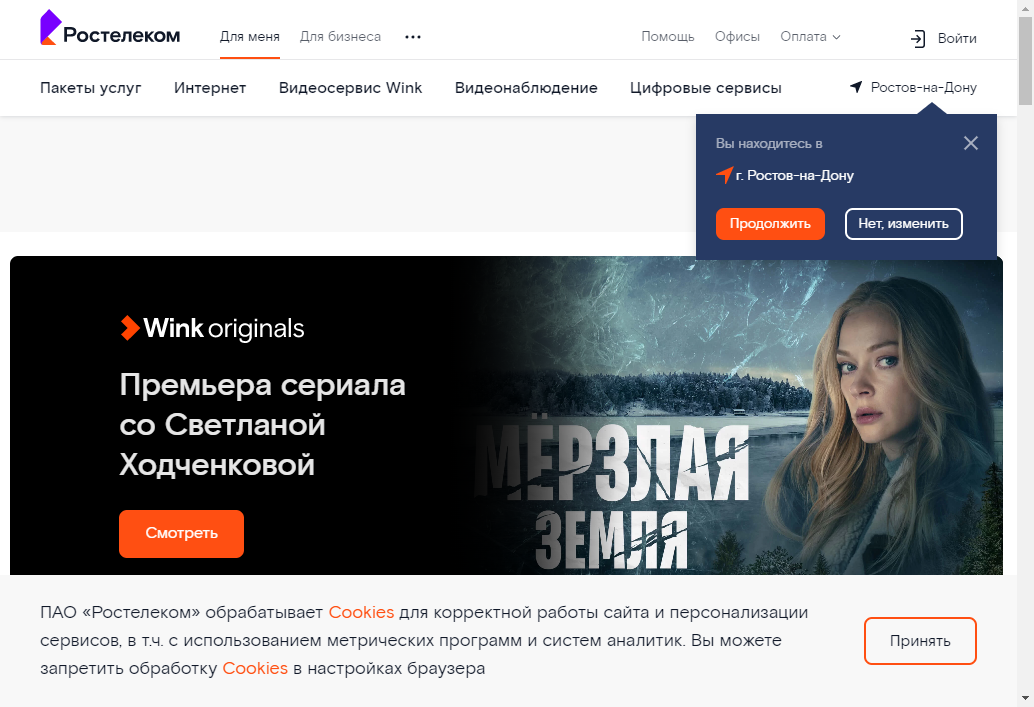 Ростелеком
Для меня
Для бизнеса
Помощь
Офисы
Оплата
Войти
Пакеты услуг
Интернет
Видеосервис Wink
Видеонаблюдение
Цифровые сервисы
Ростов-на-Дону
Вы находитесь в
г. Ростов-на-Дону
Продолжить
Нет, изменить
Wink originals
Премьера сериала
со Светланой
Ходченковой
Смотреть
МЁРЗЛАЯ
ЗЕМЛЯ
ПАО «Ростелеком» обрабатывает Cookies для корректной работы сайта и персонализации
сервисов, в т.ч. с использованием метрических программ и систем аналитик. Вы можете
запретить обработку Cookies в настройках браузера
Принять